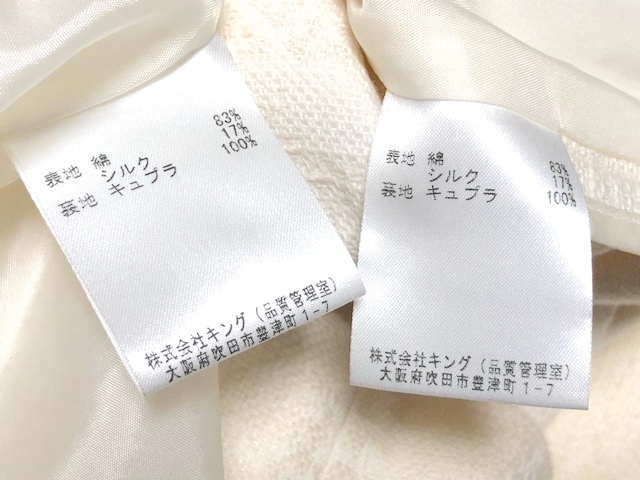 表地 綿 83%
シルク 17%
裏地 キュプラ 100%
株式会社キング (品質管理室)
大阪府吹田市豊津町1-7
表地 綿 83%
シルク 17%
裏地 キュプラ 100%
株式会社キング (品質管理室)
大阪府吹田市豊津町1-7